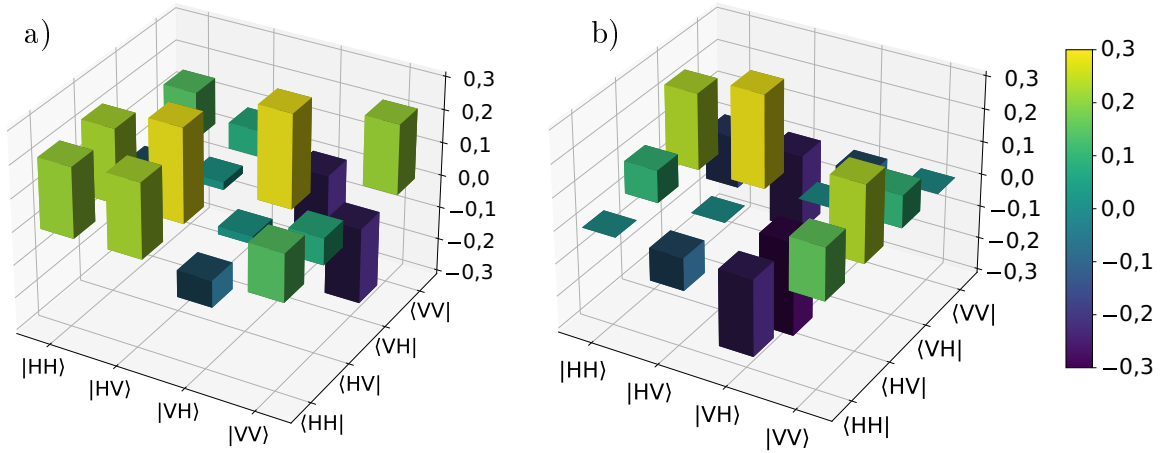 a)
0,3
0,2
0,1
0,0
−0,1
−0,2
−0,3
|HH⟩
|HV⟩
|VH⟩
|VV⟩
⟨HH|
⟨HV|
⟨VH|
⟨VV|
b)
0,3
0,2
0,1
0,0
−0,1
−0,2
−0,3
|HH⟩
|HV⟩
|VH⟩
|VV⟩
⟨HH|
⟨HV|
⟨VH|
⟨VV|
0,3
0,2
0,1
0,0
−0,1
−0,2
−0,3